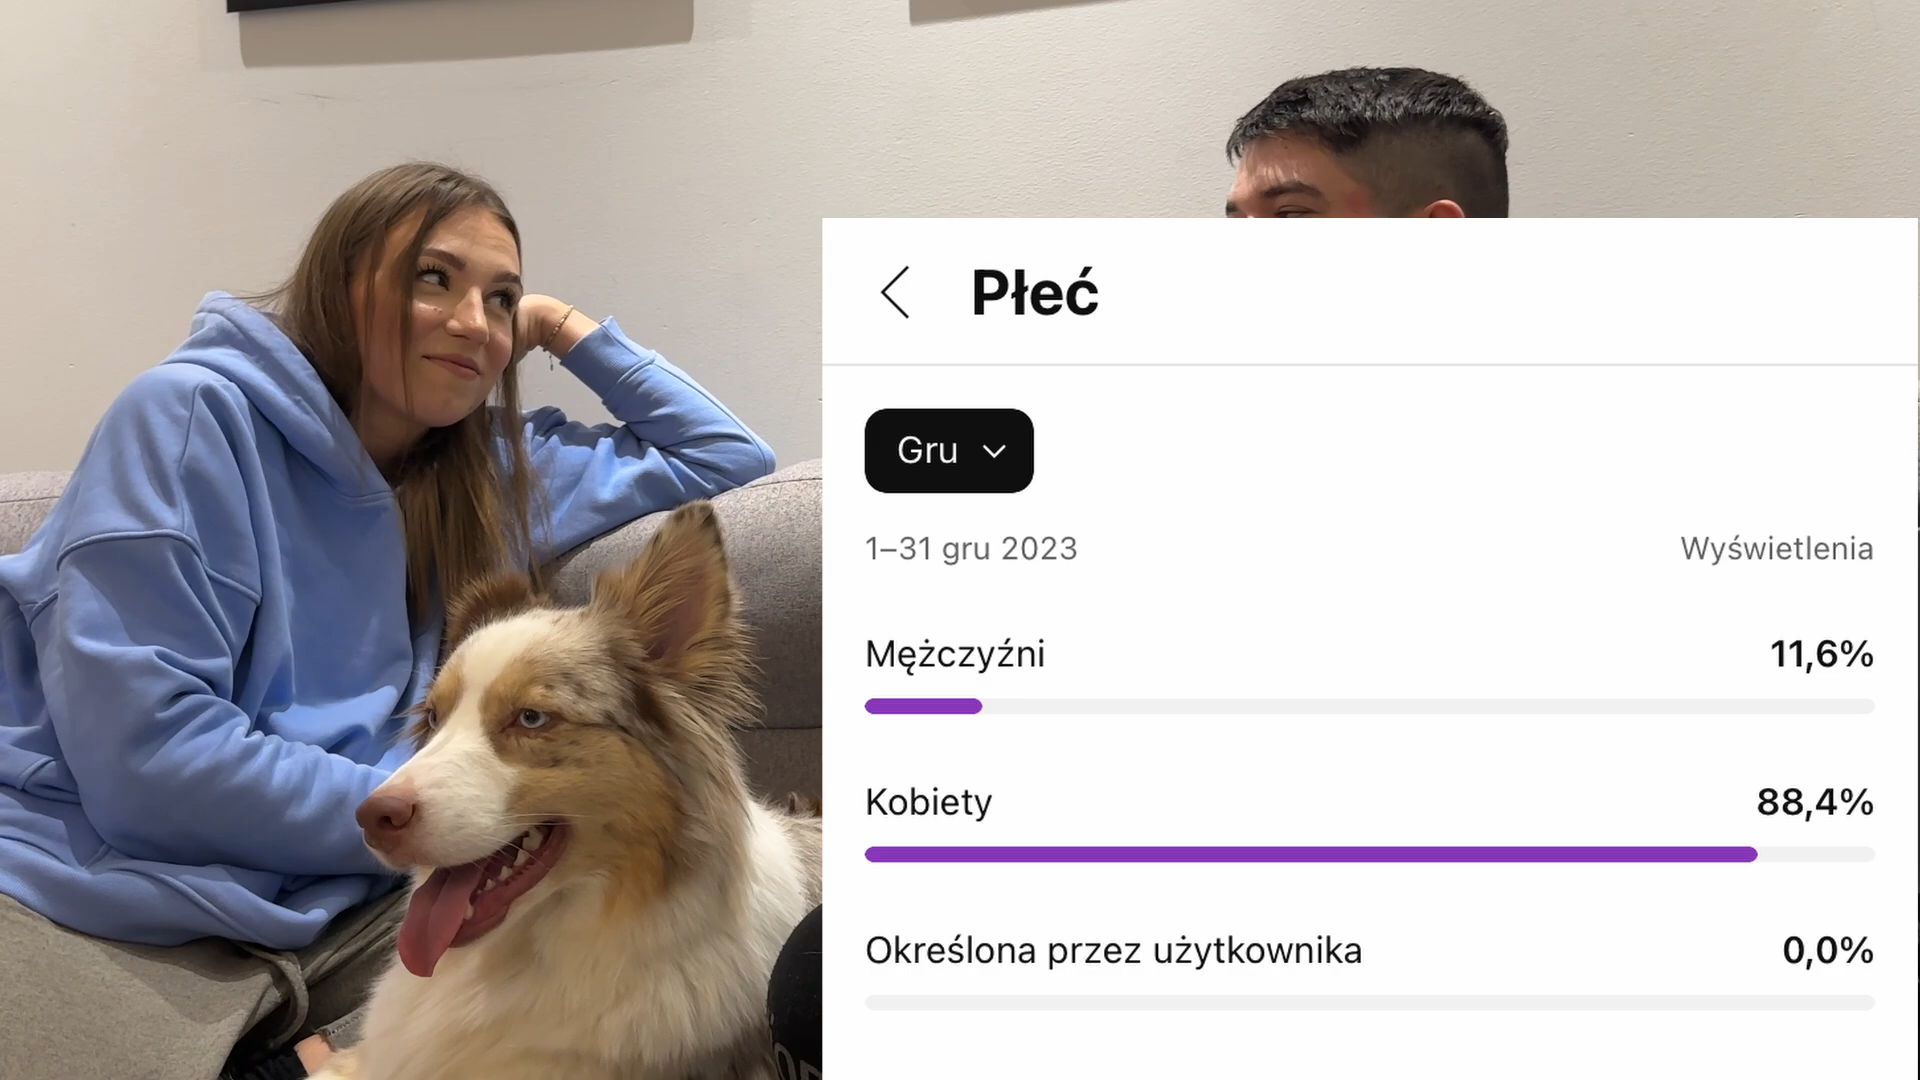 Płeć
Gru
1–31 gru 2023 Wyświetlenia
Mężczyźni 11,6%
Kobiety 88,4%
Określona przez użytkownika 0,0%